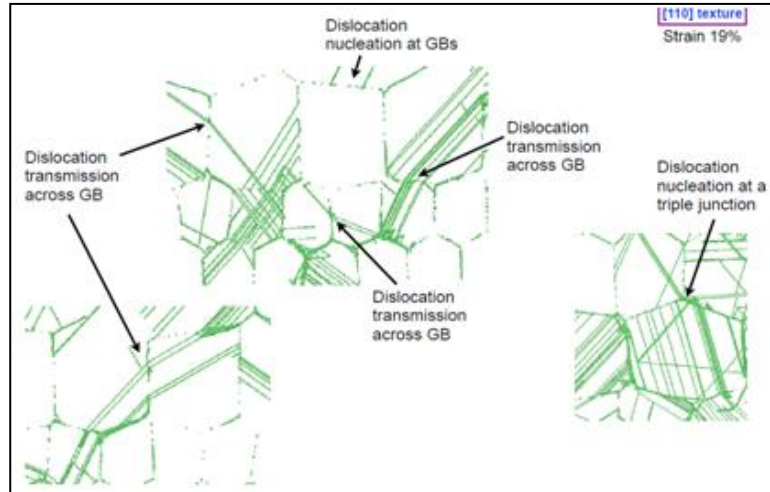 [110] texture
Strain 19%
Dislocation
nucleation at GBs
Dislocation
transmission
across GB
Dislocation
transmission
across GB
Dislocation
nucleation at a
triple junction
Dislocation
transmission
across GB